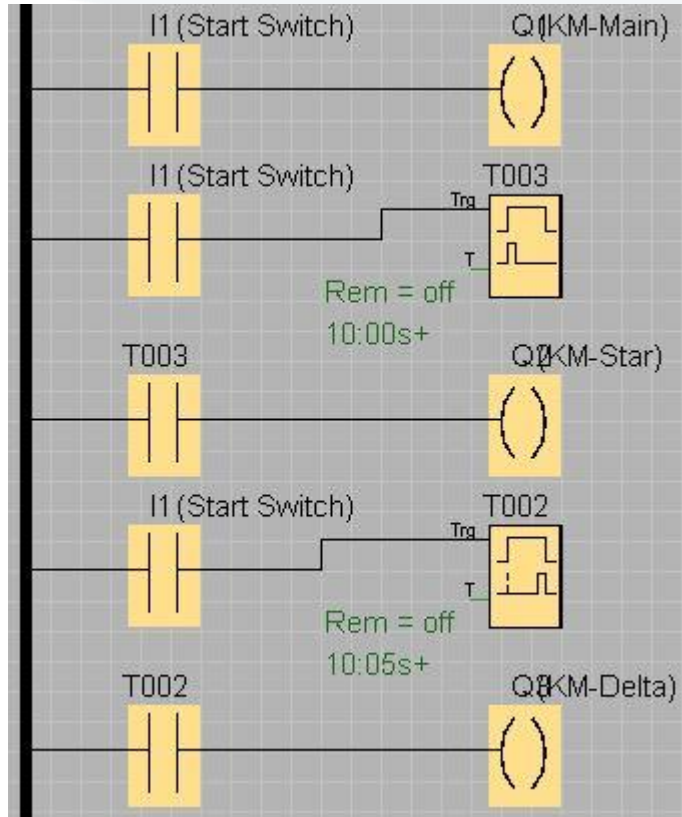 I1 (Start Switch) Q1(KM-Main)
I1 (Start Switch) T003
Trg
T
Rem = off
10:00s+
T003 Q2(KM-Star)
I1 (Start Switch) T002
Trg
T
Rem = off
10:05s+
T002 Q3(KM-Delta)